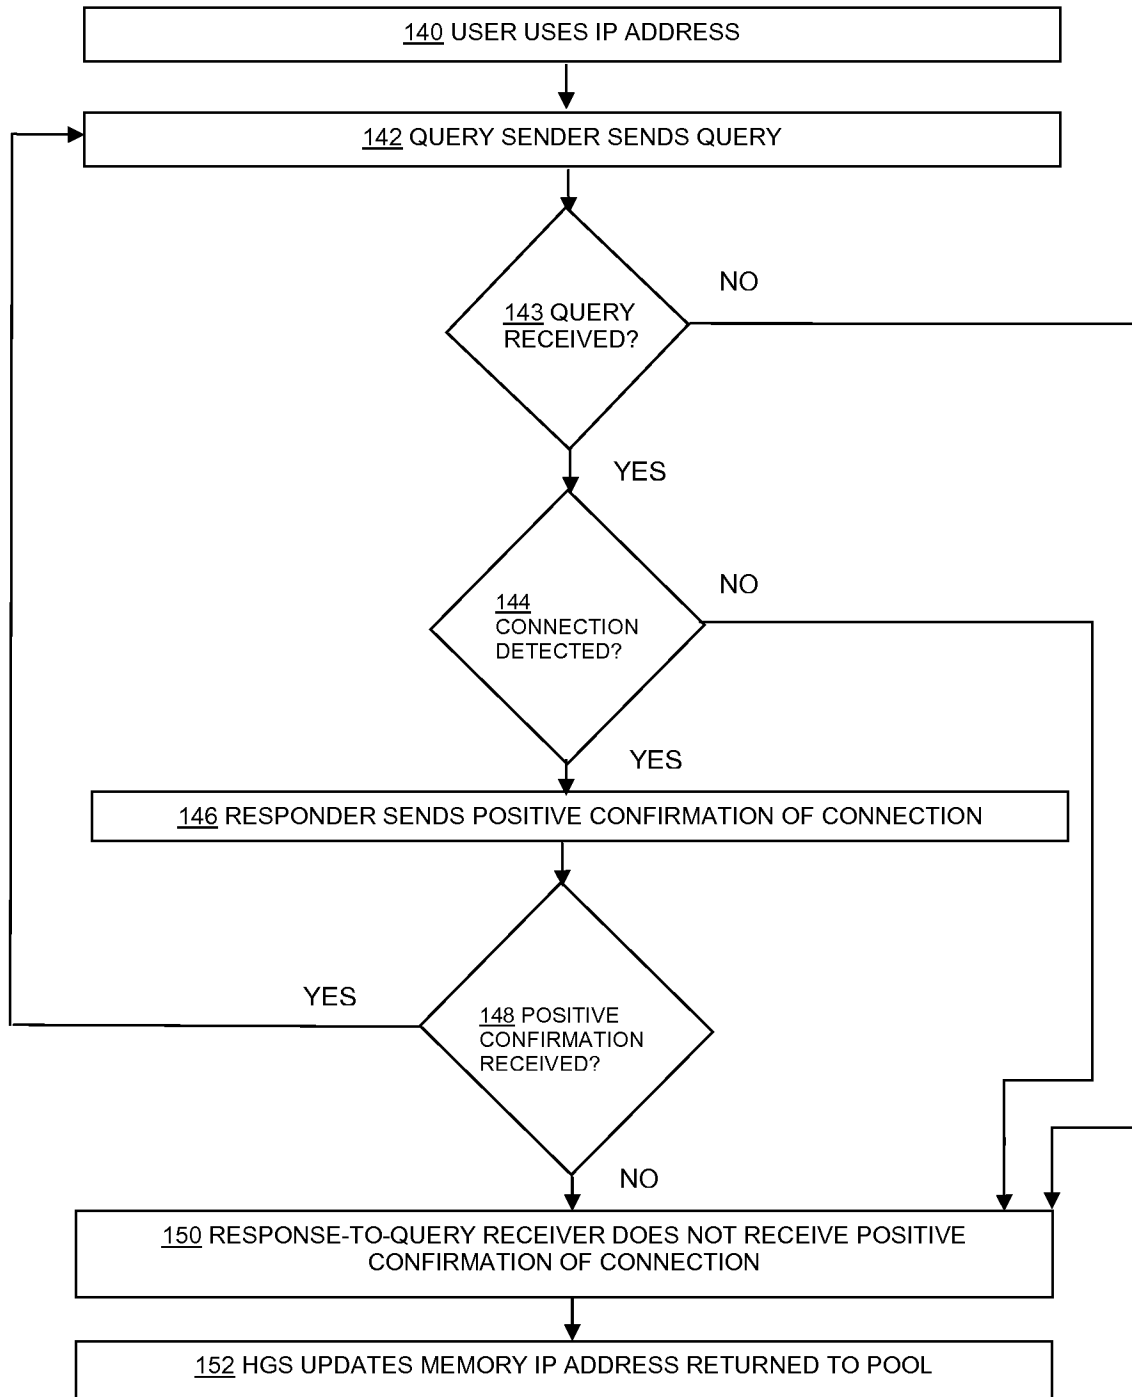 140 USER USES IP ADDRESS
142 QUERY SENDER SENDS QUERY
NO
143 QUERY
RECEIVED?
YES
NO
144
CONNECTION
DETECTED?
YES
146 RESPONDER SENDS POSITIVE CONFIRMATION OF CONNECTION
YES
148 POSITIVE
CONFIRMATION
RECEIVED?
NO
150 RESPONSE-TO-QUERY RECEIVER DOES NOT RECEIVE POSITIVE
CONFIRMATION OF CONNECTION
152 HGS UPDATES MEMORY IP ADDRESS RETURNED TO POOL